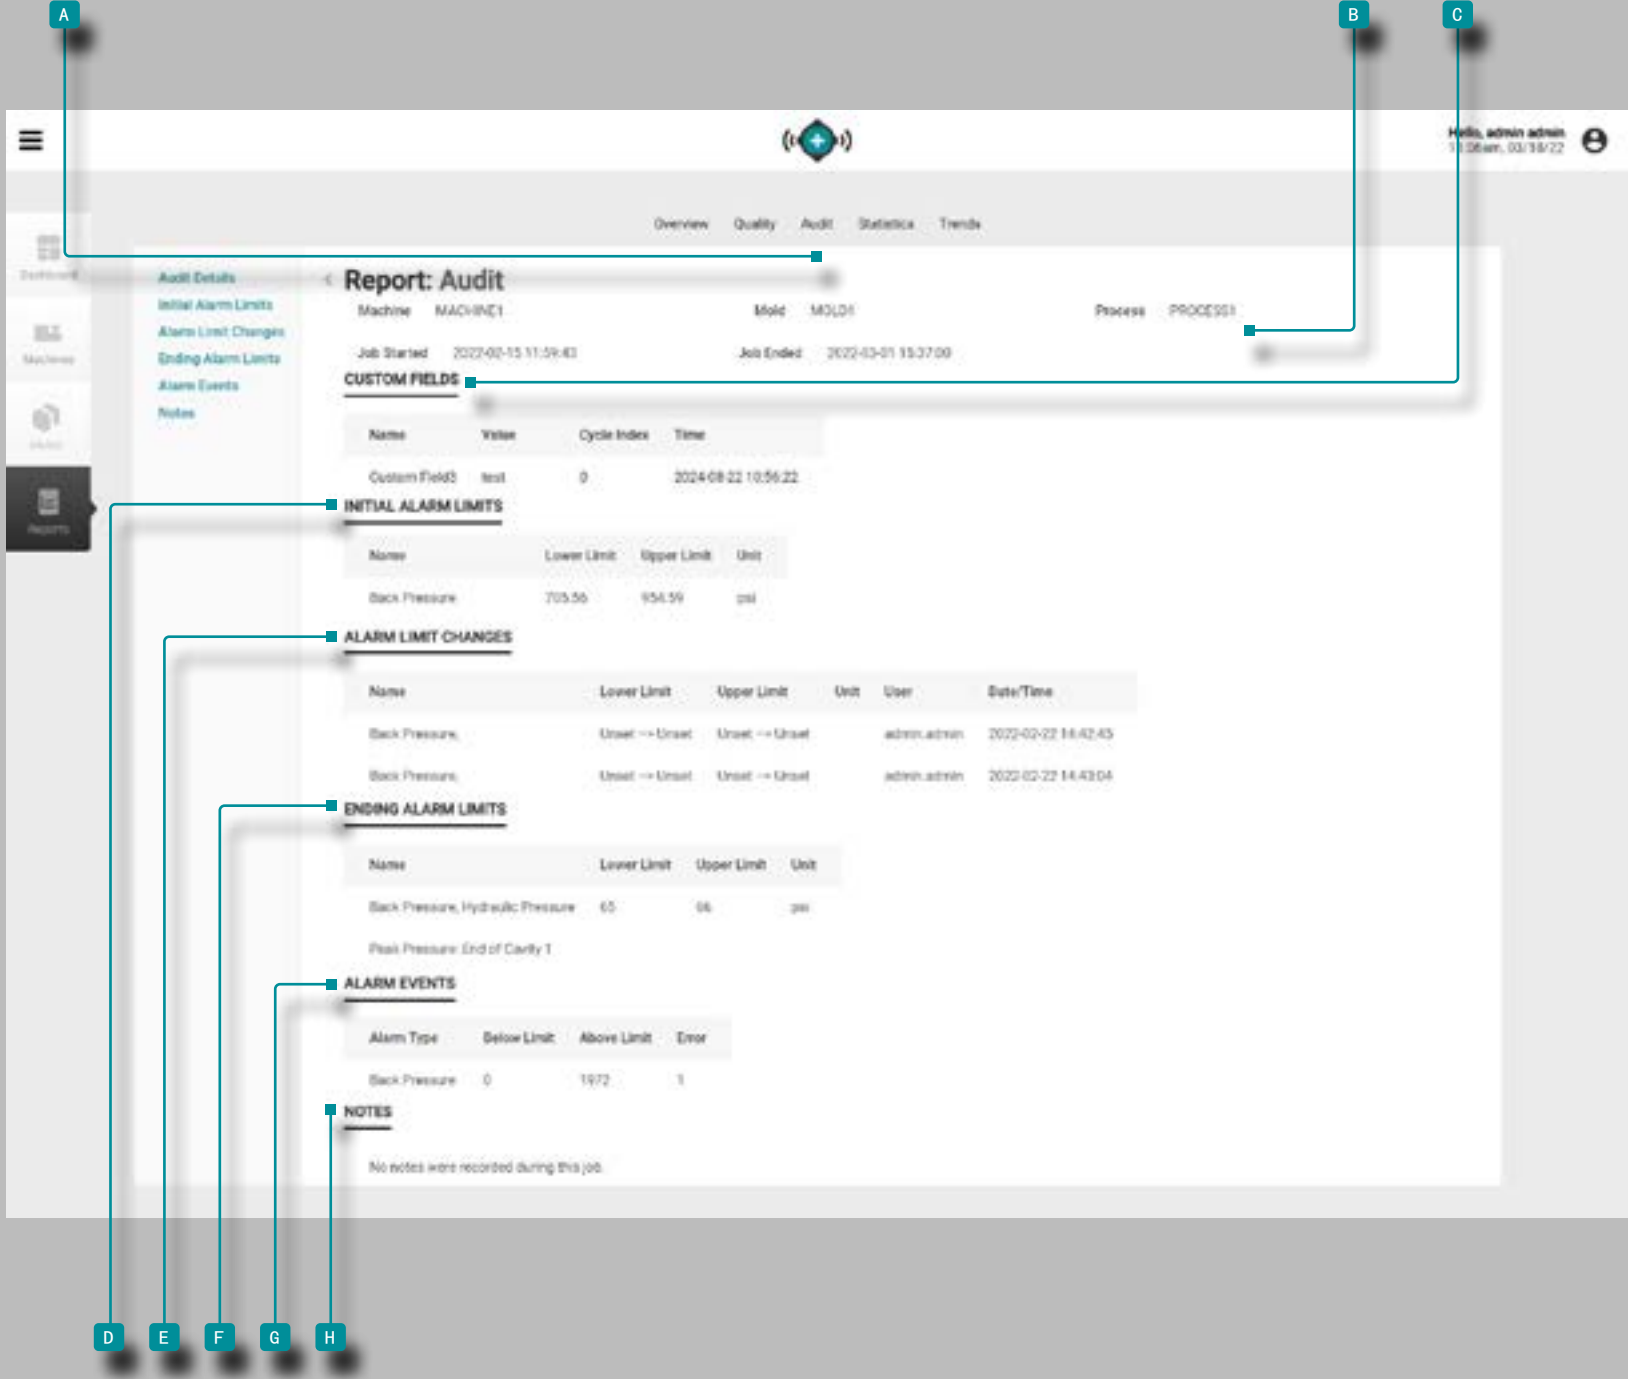 A B C
Hello, admin admin
Overview Quality Audit Statistics Trends
Dashboard
Machines
Reports
Audit Details
Initial Alarm Limits
Alarm Limit Changes
Ending Alarm Limits
Alarm Events
Notes
Report: Audit
Machine MACHINE1 Mold MOLD1 Process PROCESS1
Job Started 2022-02-15 11:59:43 Job Ended 2022-03-01 15:37:00
CUSTOM FIELDS
Name Value Cycle Index Time
Custom Field3 test 0 2024-08-22 10:56:22
INITIAL ALARM LIMITS
Name Lower Limit Upper Limit Unit
Back Pressure 705.56 954.59 psi
ALARM LIMIT CHANGES
Name Lower Limit Upper Limit Unit User Date/Time
Back Pressure, Unset --> Unset Unset --> Unset admin.admin 2022-02-22 14:42:45
Back Pressure, Unset --> Unset Unset --> Unset admin.admin 2022-02-22 14:43:04
ENDING ALARM LIMITS
Name Lower Limit Upper Limit Unit
Back Pressure, Hydraulic Pressure 65 psi
Peak Pressure: End of Cavity 1
ALARM EVENTS
Alarm Type Below Limit Above Limit Error
Back Pressure 0 1972 1
NOTES
No notes were recorded during this job.
D E F G H